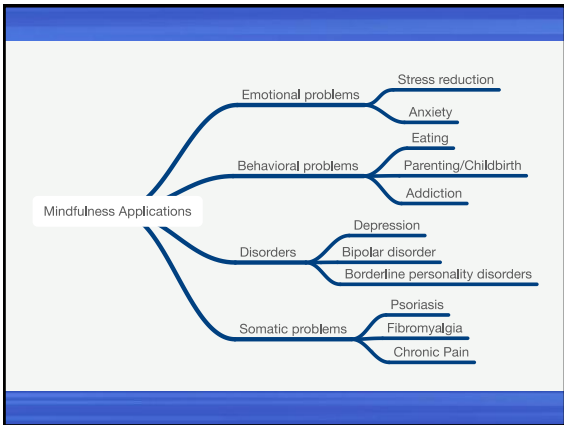 Mindfulness Applications
Emotional problems
Stress reduction
Anxiety
Behavioral problems
Eating
Parenting/Childbirth
Addiction
Disorders
Depression
Bipolar disorder
Borderline personality disorders
Somatic problems
Psoriasis
Fibromyalgia
Chronic Pain